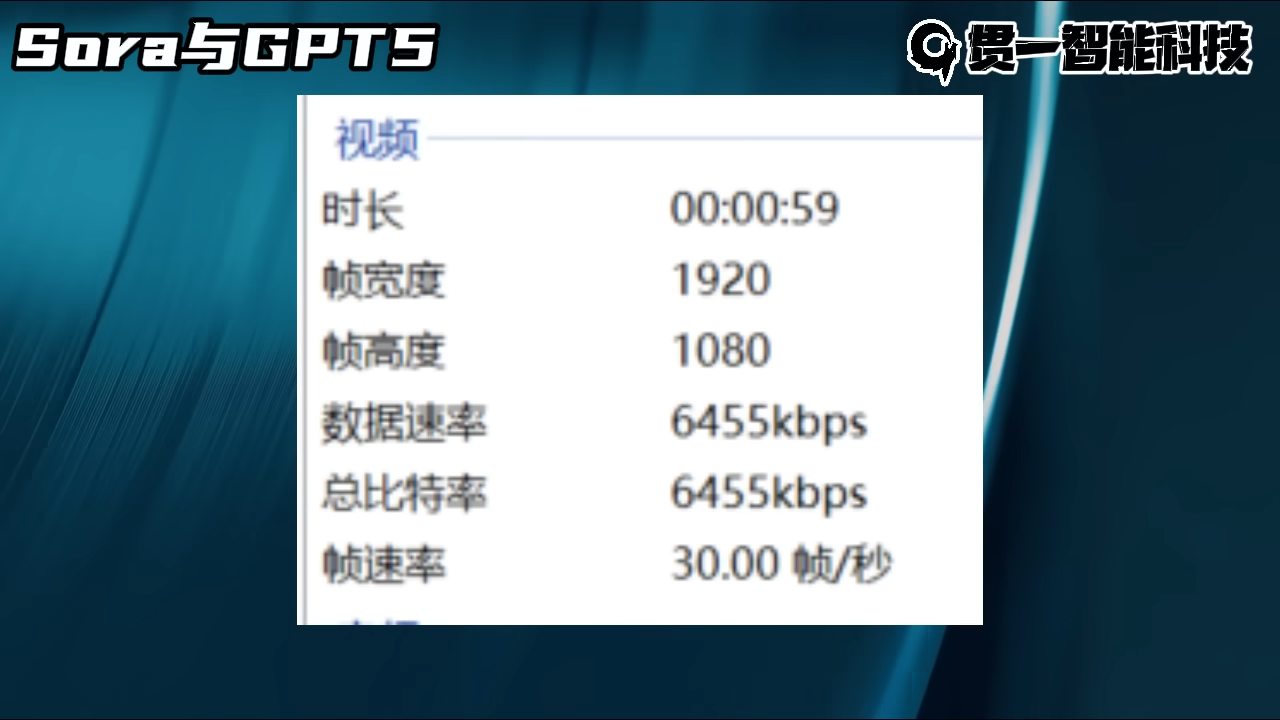 Sora与GPT5
贯一智能科技
视频
时长 00:00:59
帧宽度 1920
帧高度 1080
数据速率 6455kbps
总比特率 6455kbps
帧速率 30.00 帧/秒